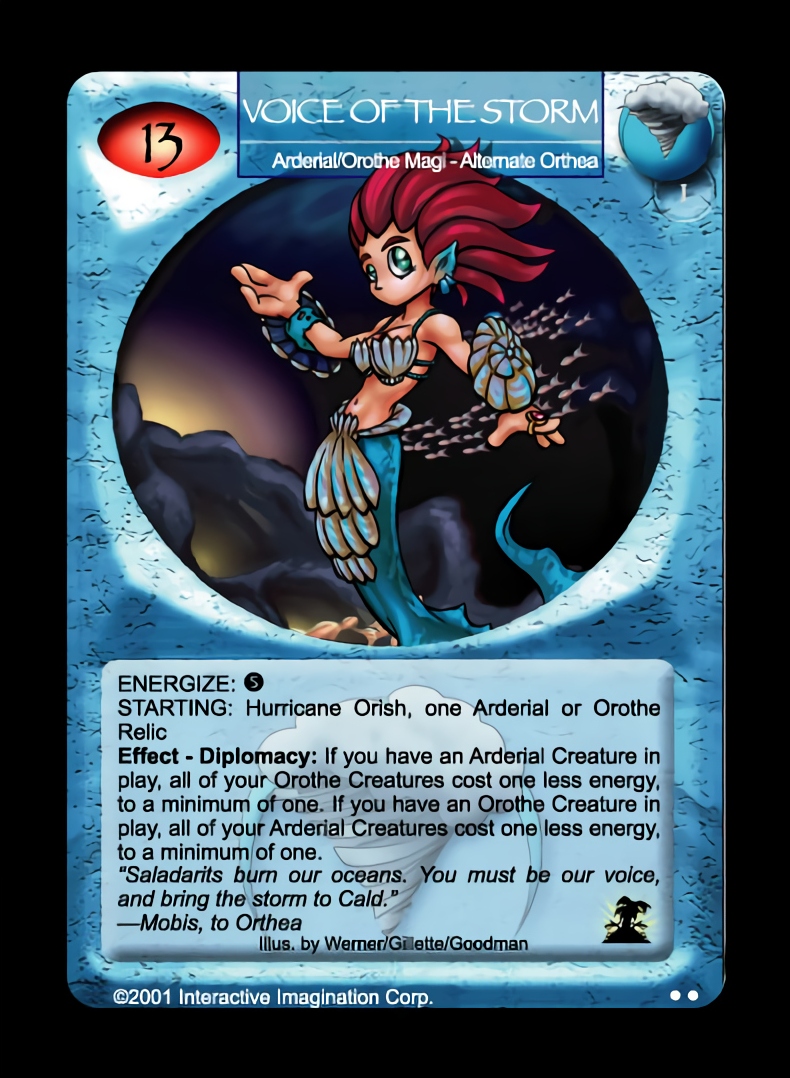 13
VOICE OF THE STORM
Arderial/Orothe Magi - Alternate Orthea
1
ENERGIZE: 5
STARTING: Hurricane Orish, one Arderial or Orothe
Relic
Effect - Diplomacy: If you have an Arderial Creature in
play, all of your Orothe Creatures cost one less energy,
to a minimum of one. If you have an Orothe Creature in
play, all of your Arderial Creatures cost one less energy,
to a minimum of one.
"Saladarits burn our oceans. You must be our voice,
and bring the storm to Cald."
—Mobis, to Orthea
Illus. by Werner/Gillette/Goodman
©2001 Interactive Imagination Corp.